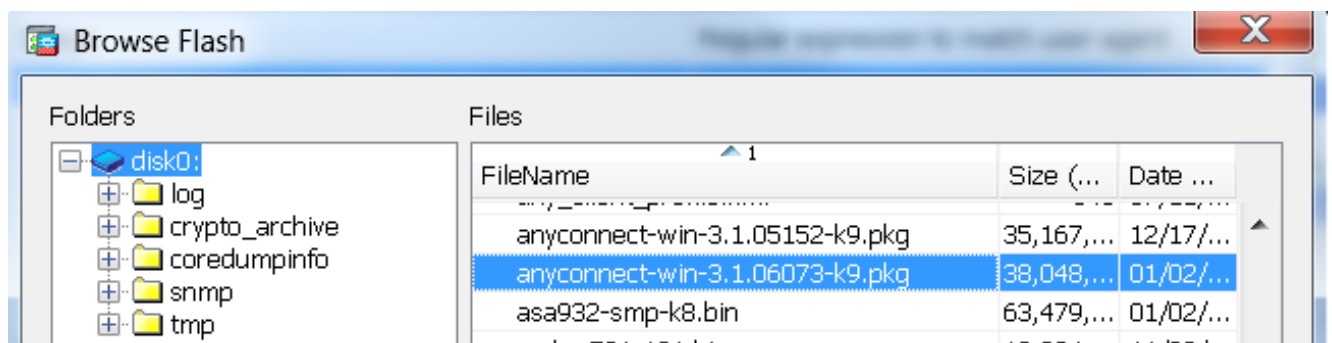 Browse Flash
Folders
Files
disk0:
log
crypto_archive
coredumpinfo
snmp
tmp
1
FileName Size (... Date ...
anyconnect-win-3.1.05152-k9.pkg 35,167,... 12/17/...
anyconnect-win-3.1.06073-k9.pkg 38,048,... 01/02/...
asa932-smp-k8.bin 63,479,... 01/02/...